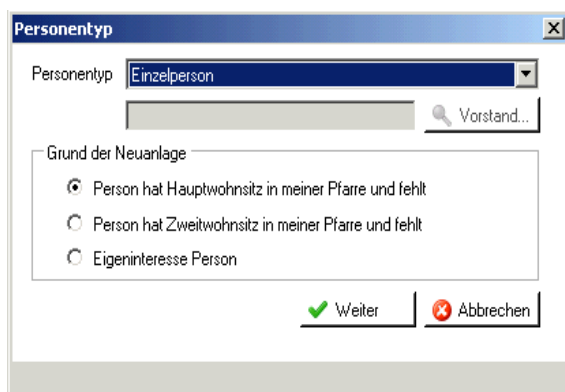 Personentyp
Personentyp Einzelperson
Vorstand...
Grund der Neuanlage
Person hat Hauptwohnsitz in meiner Pfarre und fehlt
Person hat Zweitwohnsitz in meiner Pfarre und fehlt
Eigeninteresse Person
Weiter Abbrechen